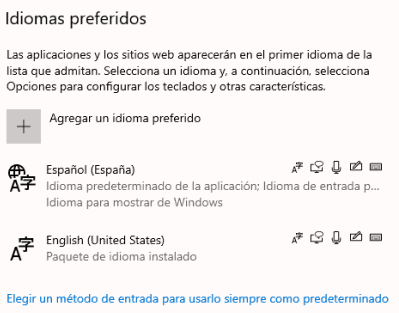 Idiomas preferidos
Las aplicaciones y los sitios web aparecerán en el primer idioma de la
lista que admitan. Selecciona un idioma y, a continuación, selecciona
Opciones para configurar los teclados y otras características.
Agregar un idioma preferido
Español (España)
Idioma predeterminado de la aplicación; Idioma de entrada p...
Idioma para mostrar de Windows
English (United States)
Paquete de idioma instalado
Elegir un método de entrada para usarlo siempre como predeterminado